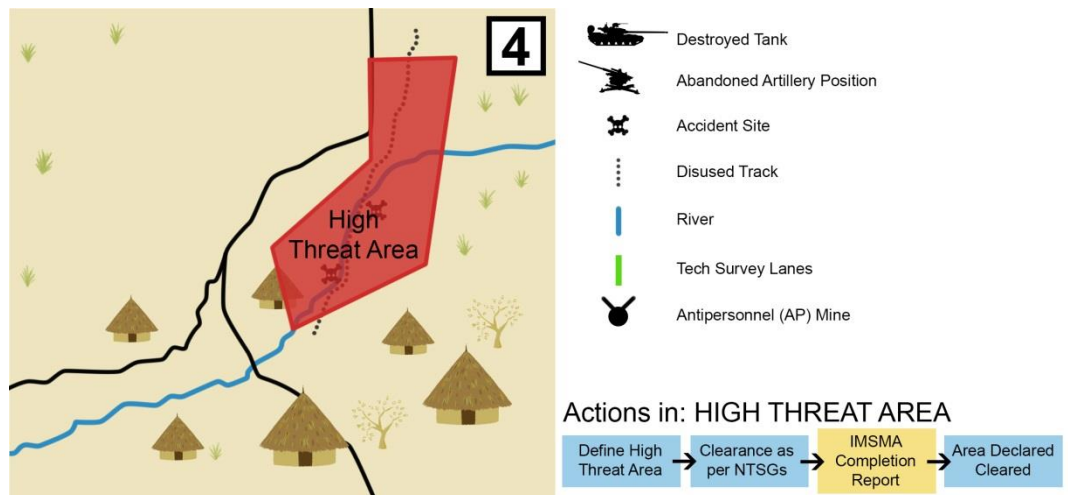 4
High
Threat Area
Destroyed Tank
Abandoned Artillery Position
Accident Site
Disused Track
River
Tech Survey Lanes
Antipersonnel (AP) Mine
Actions in: HIGH THREAT AREA
Define High
Threat Area
Clearance as
per NTSGs
IMSMA
Completion
Report
Area Declared
Cleared